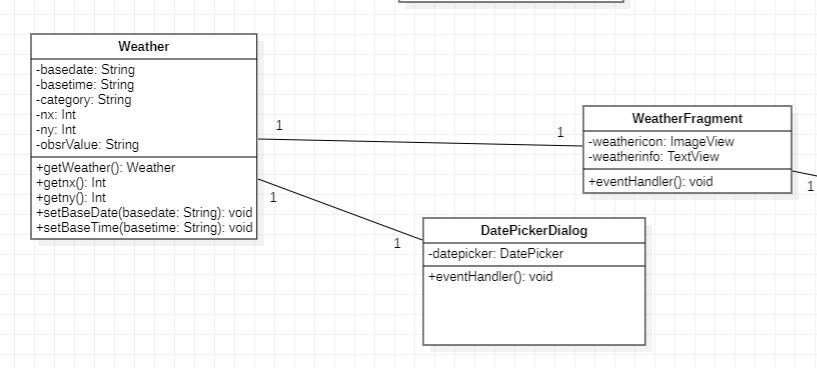 Weather
-basedate: String
-basetime: String
-category: String
-nx: Int
-ny: Int
-obsrValue: String
+getWeather(): Weather
+getnx(): Int
+getny(): Int
+setBaseDate(basedate: String): void
+setBaseTime(basetime: String): void
1
1
WeatherFragment
-weathericon: ImageView
-weatherinfo: TextView
+eventHandler(): void
1
1
1
DatePickerDialog
-datepicker: DatePicker
+eventHandler(): void